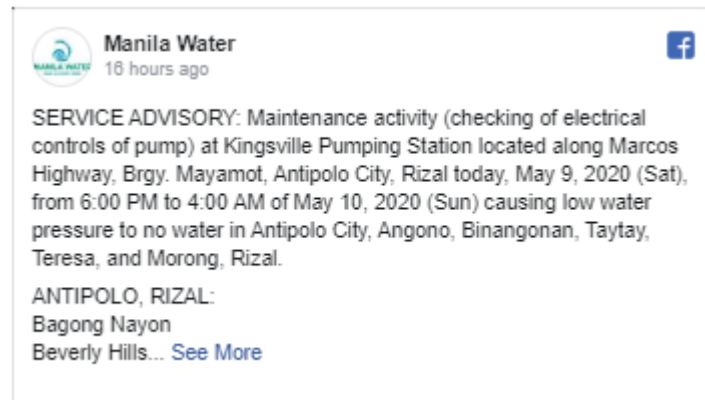 Manila Water
16 hours ago
MANILA WATER
SERVICE ADVISORY: Maintenance activity (checking of electrical
controls of pump) at Kingsville Pumping Station located along Marcos
Highway, Brgy. Mayamot, Antipolo City, Rizal today, May 9, 2020 (Sat),
from 6:00 PM to 4:00 AM of May 10, 2020 (Sun) causing low water
pressure to no water in Antipolo City, Angono, Binangonan, Taytay,
Teresa, and Morong, Rizal.
ANTIPOLO, RIZAL:
Bagong Nayon
Beverly Hills... See More